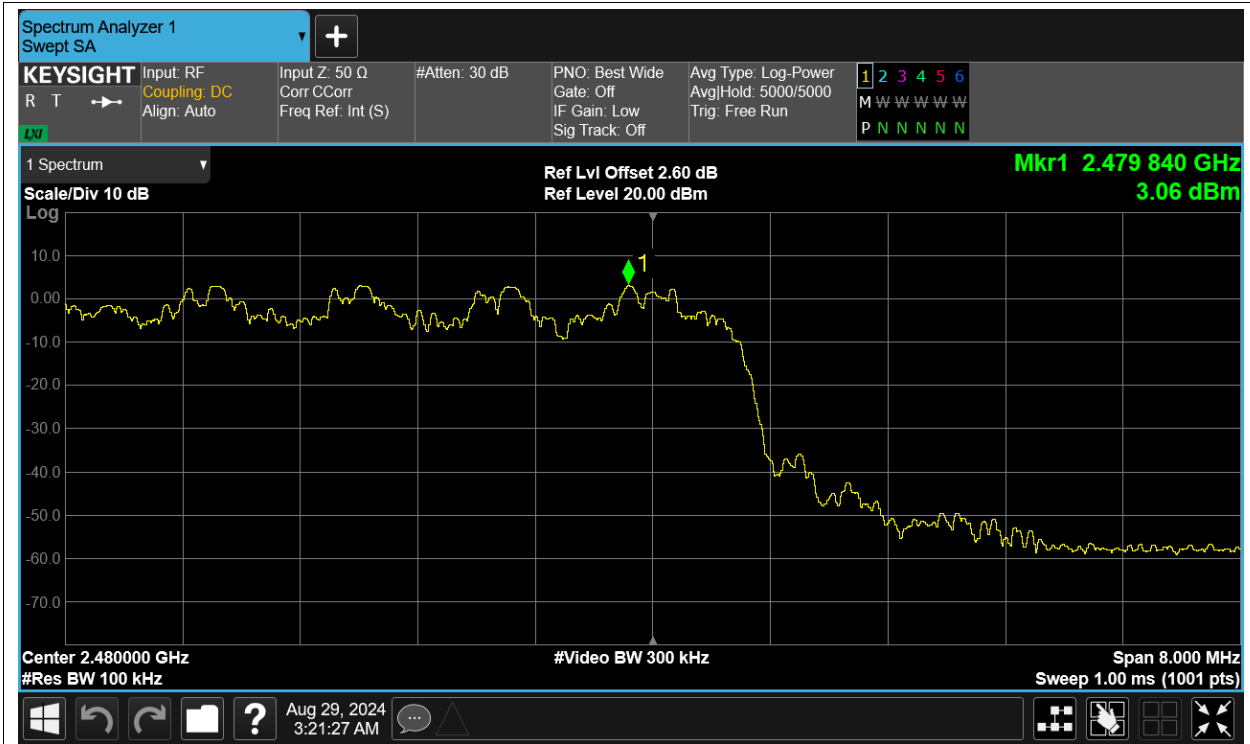 Spectrum Analyzer 1
Swept SA
KEYSIGHT
R T
LXI
Input: RF
Coupling: DC
Align: Auto
Input Z: 50 Ω
Corr CCorr
Freq Ref: Int (S)
#Atten: 30 dB
PNO: Best Wide
Gate: Off
IF Gain: Low
Sig Track: Off
Avg Type: Log-Power
Avg|Hold: 5000/5000
Trig: Free Run
1 2 3 4 5 6
M W W W W W
P N N N N N
1 Spectrum
Scale/Div 10 dB
Log
Ref Lvl Offset 2.60 dB
Ref Level 20.00 dBm
Mkr1 2.479 840 GHz
3.06 dBm
1
10.0
0.00
-10.0
-20.0
-30.0
-40.0
-50.0
-60.0
-70.0
Center 2.480000 GHz
#Res BW 100 kHz
#Video BW 300 kHz
Span 8.000 MHz
Sweep 1.00 ms (1001 pts)
?
Aug 29, 2024
3:21:27 AM